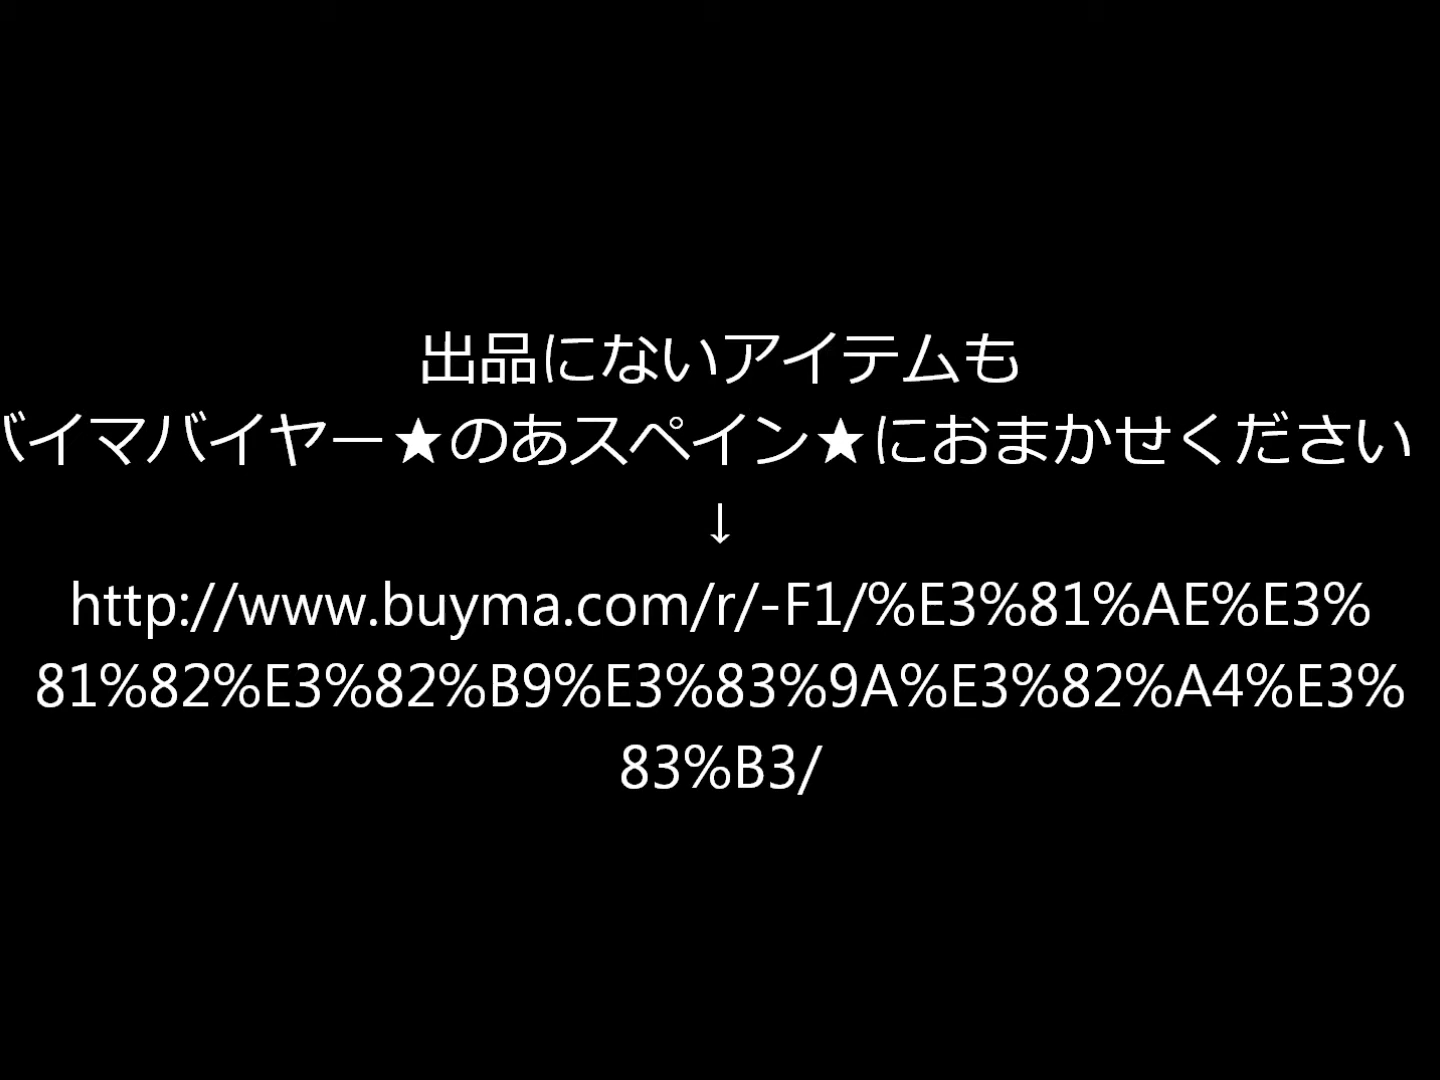 出品にないアイテムも
バイマバイヤー★のあスペイン★におまかせください
↓
http://www.buyma.com/r/-F1/%E3%81%AE%E3%
81%82%E3%82%B9%E3%83%9A%E3%82%A4%E3%
83%B3/